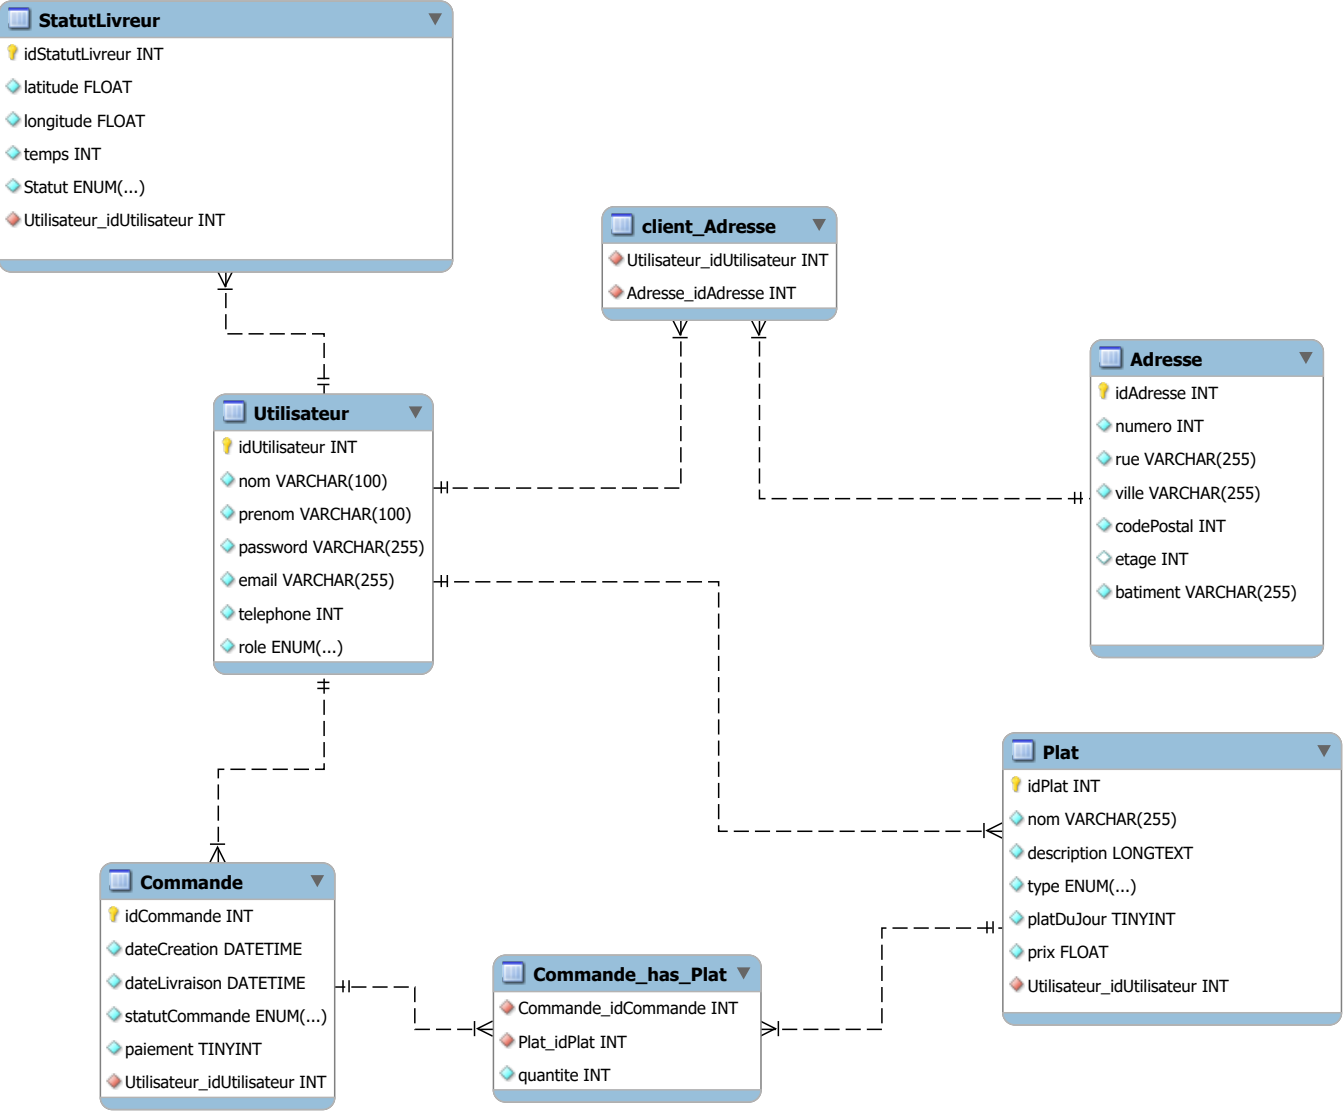 StatutLivreur
idStatutLivreur INT
latitude FLOAT
longitude FLOAT
temps INT
Statut ENUM(...)
Utilisateur_idUtilisateur INT
client_Adresse
Utilisateur_idUtilisateur INT
Adresse_idAdresse INT
Adresse
idAdresse INT
numero INT
rue VARCHAR(255)
ville VARCHAR(255)
codePostal INT
etage INT
batiment VARCHAR(255)
Utilisateur
idUtilisateur INT
nom VARCHAR(100)
prenom VARCHAR(100)
password VARCHAR(255)
email VARCHAR(255)
telephone INT
role ENUM(...)
Plat
idPlat INT
nom VARCHAR(255)
description LONGTEXT
type ENUM(...)
platDuJour TINYINT
prix FLOAT
Utilisateur_idUtilisateur INT
Commande
idCommande INT
dateCreation DATETIME
dateLivraison DATETIME
statutCommande ENUM(...)
paiement TINYINT
Utilisateur_idUtilisateur INT
Commande_has_Plat
Commande_idCommande INT
Plat_idPlat INT
quantite INT